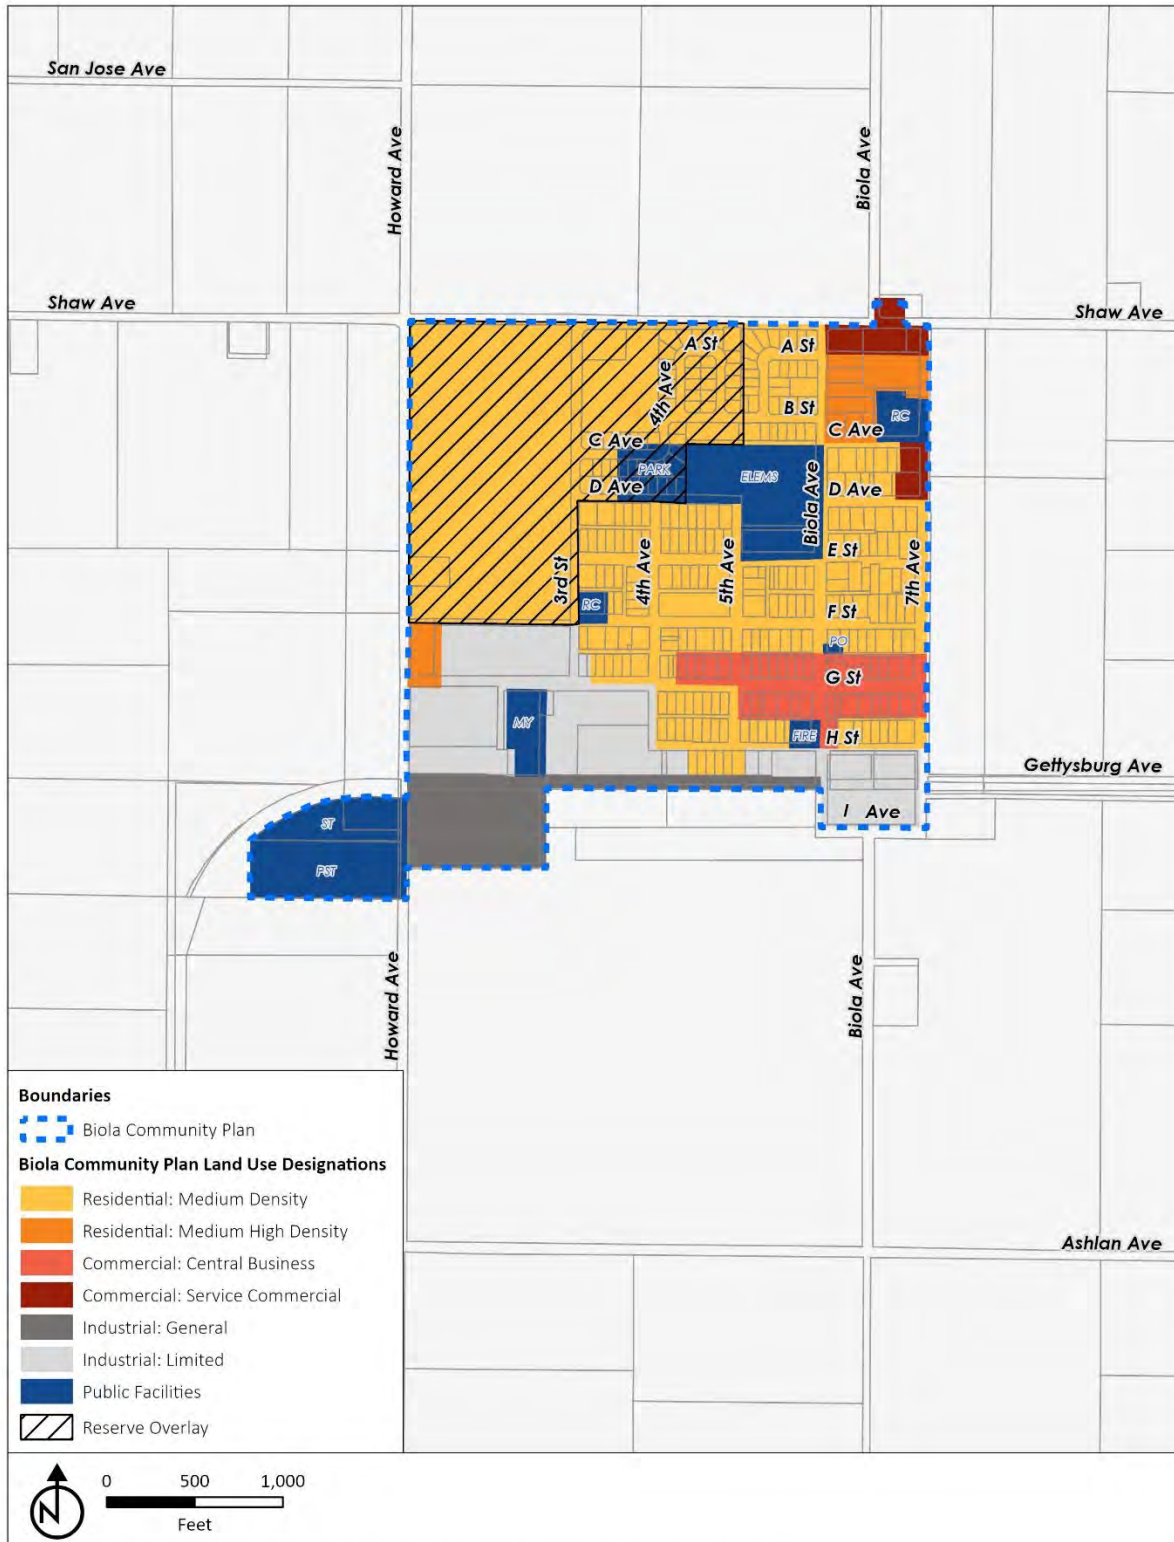 San Jose Ave
Howard Ave
Biola Ave
Shaw Ave
Shaw Ave
A St
A St
4th Ave
B St
RC
C Ave
C Ave
PARK
ELEMS
D Ave
D Ave
Biola Ave
E St
3rd St
4th Ave
5th Ave
7th Ave
RC
F St
PO
G St
MY
FIRE
H St
Gettysburg Ave
I Ave
ST
PST
Howard Ave
Biola Ave
Ashlan Ave
Boundaries
Biola Community Plan
Biola Community Plan Land Use Designations
Residential: Medium Density
Residential: Medium High Density
Commercial: Central Business
Commercial: Service Commercial
Industrial: General
Industrial: Limited
Public Facilities
Reserve Overlay
N
0 500 1,000
Feet